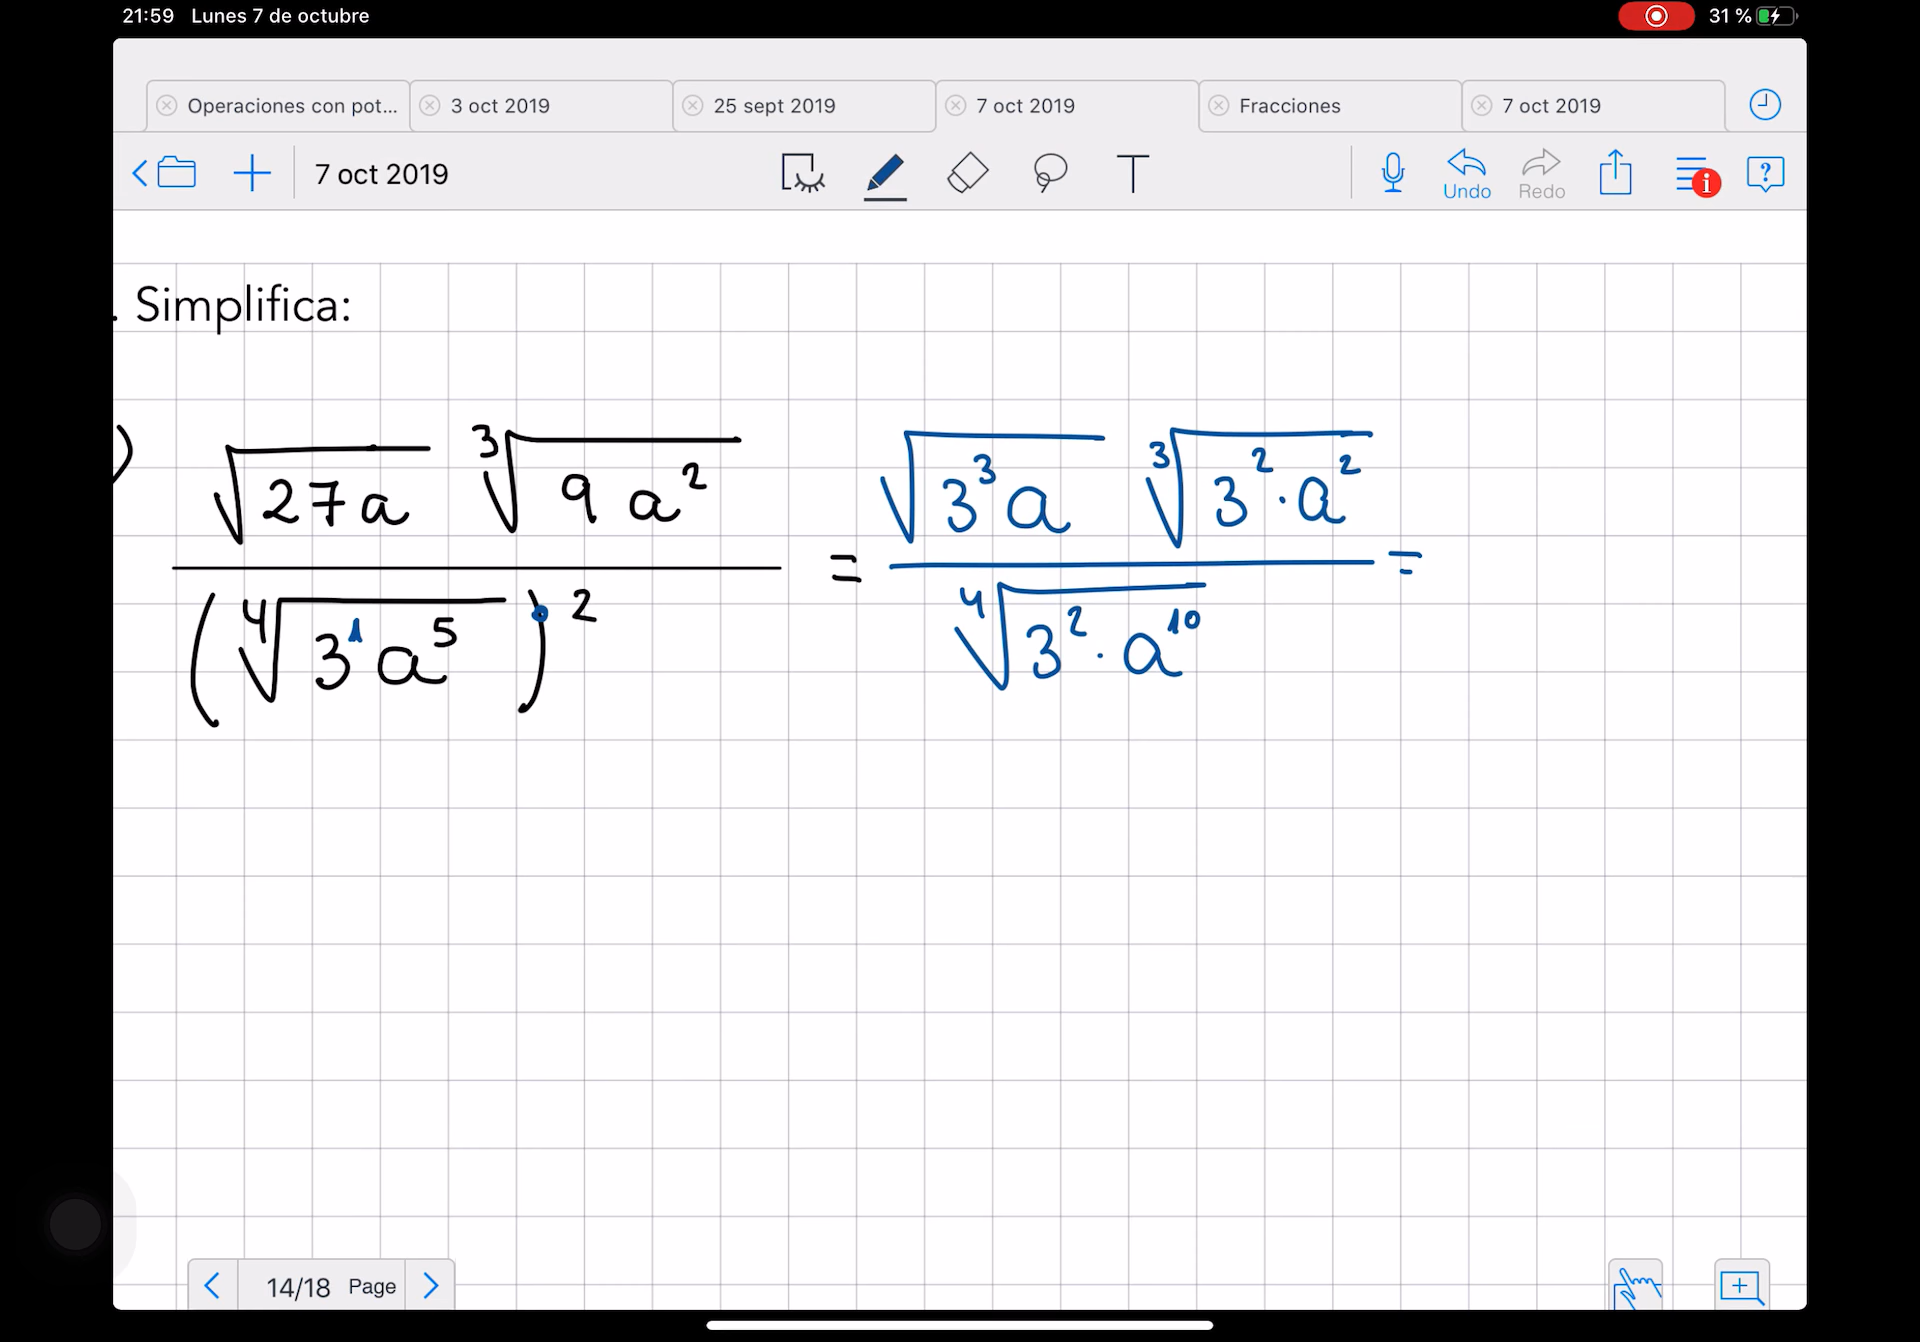 21:59 Lunes 7 de octubre 31 %
Operaciones con pot... 3 oct 2019 25 sept 2019 7 oct 2019 Fracciones 7 oct 2019
7 oct 2019 T Undo Redo i ?
. Simplifica:
) √(27a) ∛(9a²) / (∜(3¹a⁵))² = √(3³a) ∛(3²·a²) / ∜(3²·a¹⁰) =
14/18 Page